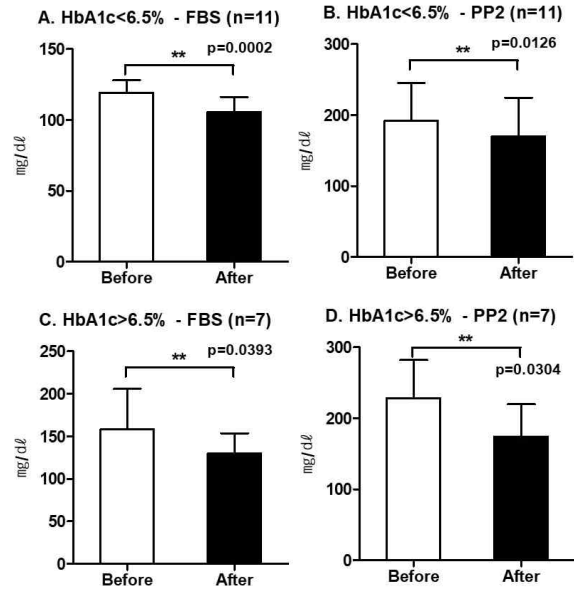 A. HbA1c<6.5% - FBS (n=11)
** p=0.0002
㎎/㎗
150
100
50
0
Before After
B. HbA1c<6.5% - PP2 (n=11)
** p=0.0126
㎎/㎗
300
200
100
0
Before After
C. HbA1c>6.5% - FBS (n=7)
** p=0.0393
㎎/㎗
250
200
150
100
50
0
Before After
D. HbA1c>6.5% - PP2 (n=7)
**
p=0.0304
㎎/㎗
300
200
100
0
Before After